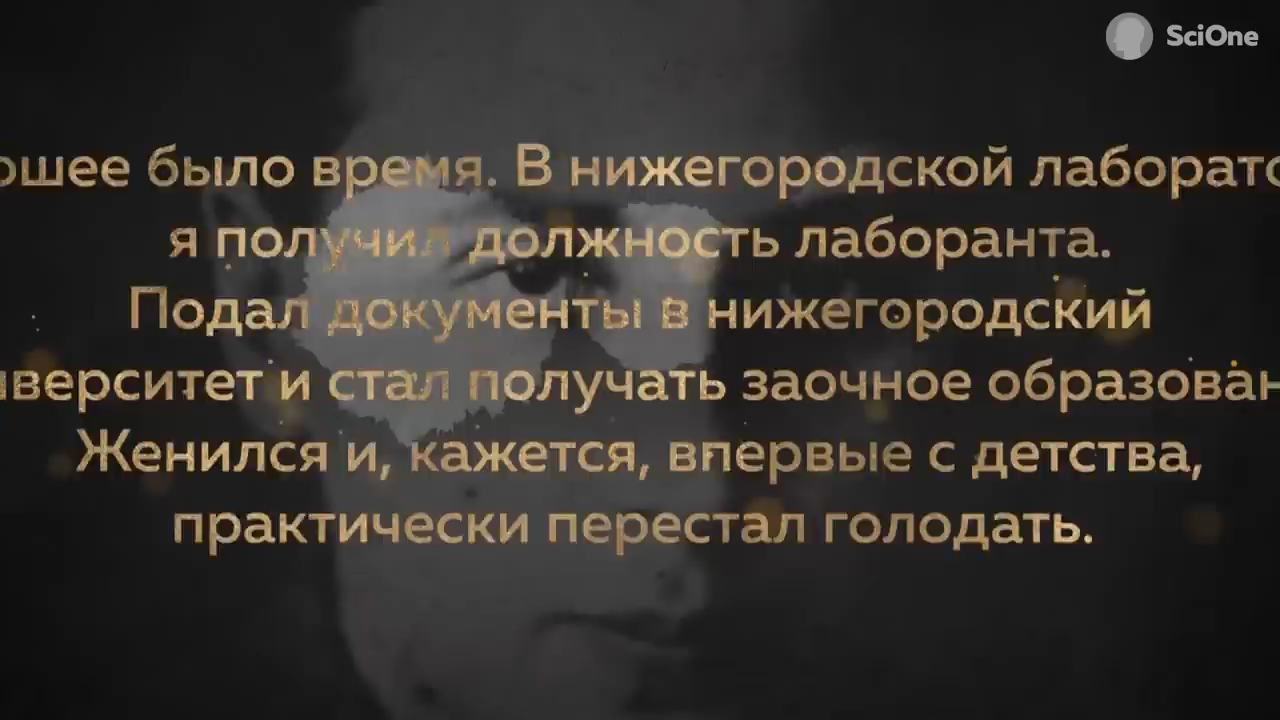 SciOne
было время. В нижегородской
я получил должность лаборанта.
Подал документы в нижегородский
и стал получать заочное
Женился и, кажется, впервые с детства,
практически перестал голодать.